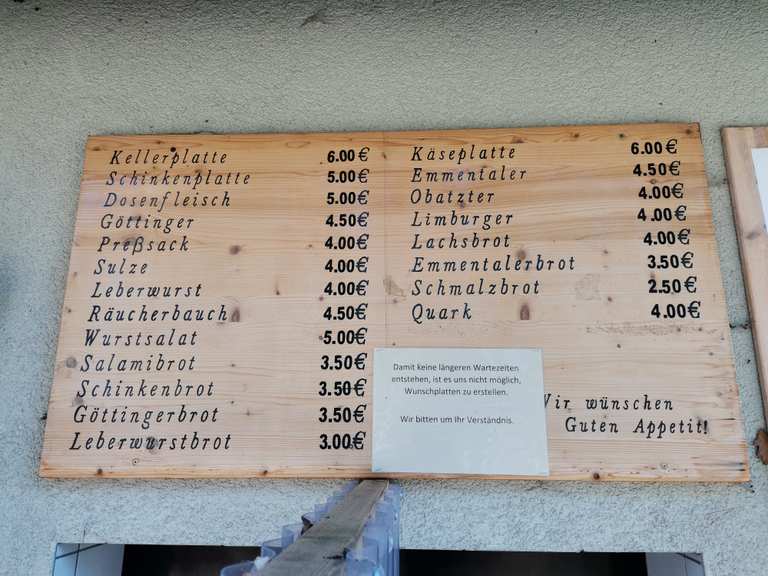 Kellerplatte 6.00€
Schinkenplatte 5.00€
Dosenfleisch 5.00€
Göttinger 4.50€
Preßsack 4.00€
Sulze 4.00€
Leberwurst 4.00€
Räucherbauch 4.50€
Wurstsalat 5.00€
Salamibrot 3.50€
Schinkenbrot 3.50€
Göttingerbrot 3.50€
Leberwurstbrot 3.00€
Käseplatte 6.00€
Emmentaler 4.50€
Obatzter 4.00€
Limburger 4.00€
Lachsbrot 4.00€
Emmentalerbrot 3.50€
Schmalzbrot 2.50€
Quark 4.00€
Damit keine längeren Wartezeiten
entstehen, ist es uns nicht möglich,
Wunschplatten zu erstellen.
Wir bitten um Ihr Verständnis.
Wir wünschen
Guten Appetit!